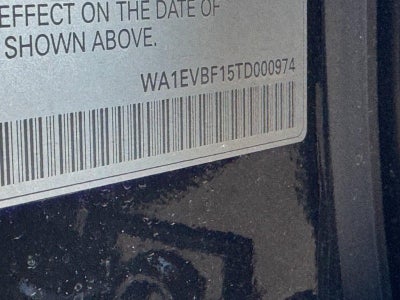 EFFECT ON THE DATE OF
SHOWN ABOVE.
WA1EVBF15TD000974